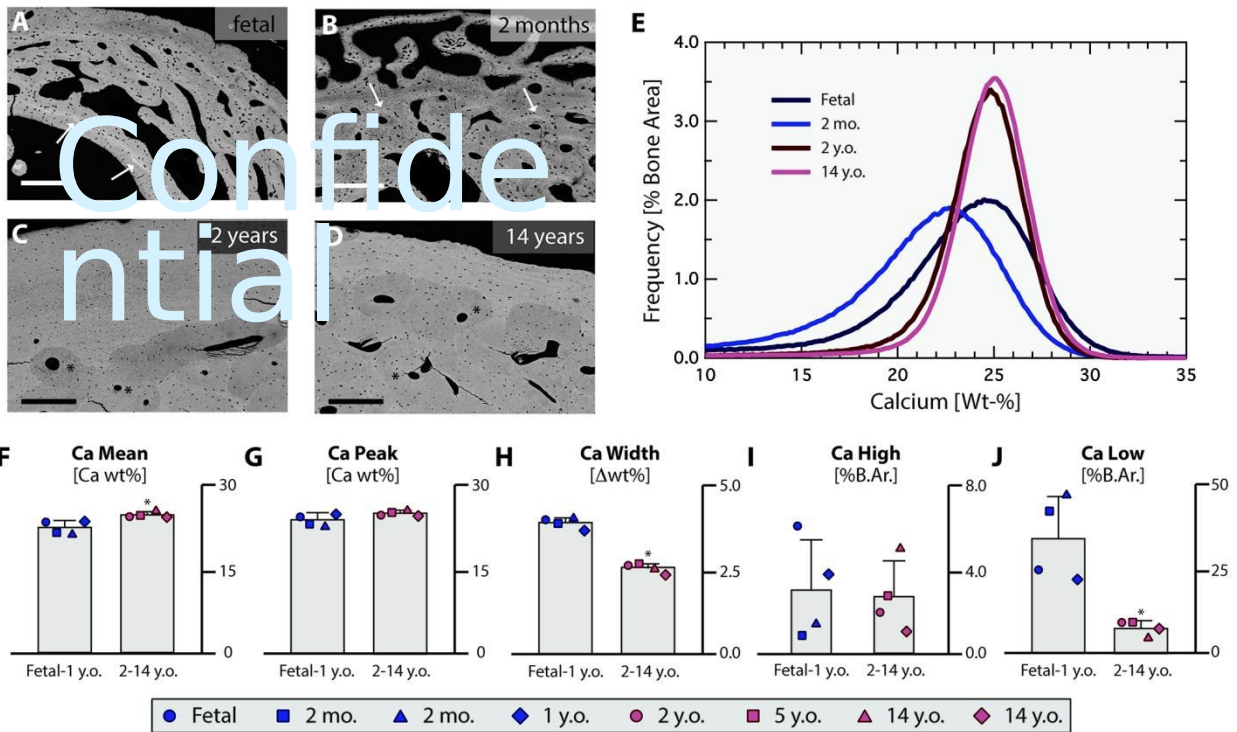 A
fetal
B
2 months
C
2 years
D
14 years
Confide
ntial
*
*
*
*
E
4.0
3.0
2.0
1.0
0.0
Frequency [% Bone Area]
Fetal
2 mo.
2 y.o.
14 y.o.
10 15 20 25 30 35
Calcium [Wt-%]
F
Ca Mean
[Ca wt%]
30
15
0
*
Fetal-1 y.o. 2-14 y.o.
G
Ca Peak
[Ca wt%]
30
15
0
Fetal-1 y.o. 2-14 y.o.
H
Ca Width
[Δwt%]
5.0
2.5
0.0
*
Fetal-1 y.o. 2-14 y.o.
I
Ca High
[%B.Ar.]
8.0
4.0
0.0
Fetal-1 y.o. 2-14 y.o.
J
Ca Low
[%B.Ar.]
50
25
0
*
Fetal-1 y.o. 2-14 y.o.
Fetal 2 mo. 2 mo. 1 y.o. 2 y.o. 5 y.o. 14 y.o. 14 y.o.